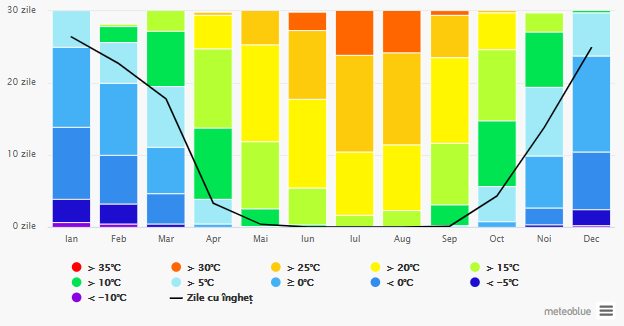 30 zile
20 zile
10 zile
0 zile
Ian Feb Mar Apr Mai Iun Iul Aug Sep Oct Noi Dec
> 35°C > 30°C > 25°C > 20°C > 15°C
> 10°C > 5°C ≥ 0°C < 0°C < −5°C
< −10°C Zile cu îngheț
meteoblue